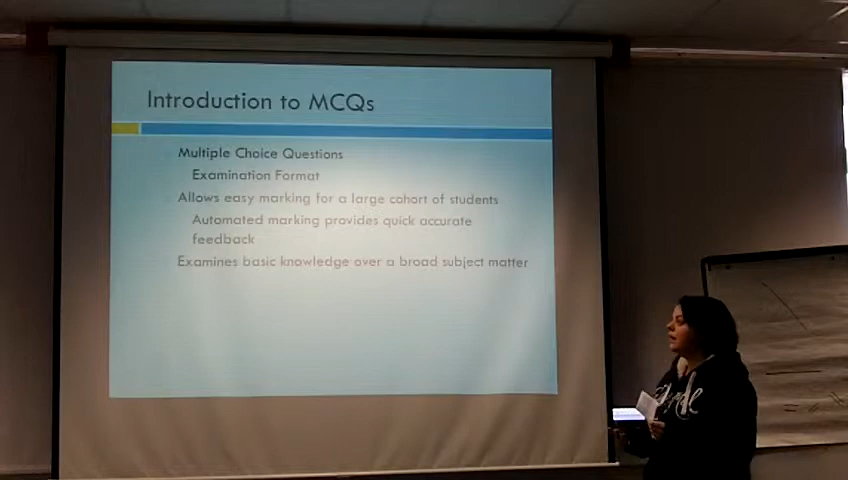 Introduction to MCQs
Multiple Choice Questions
Examination Format
Allows easy marking for a large cohort of students
Automated marking provides quick accurate
feedback
Examines basic knowledge over a broad subject matter